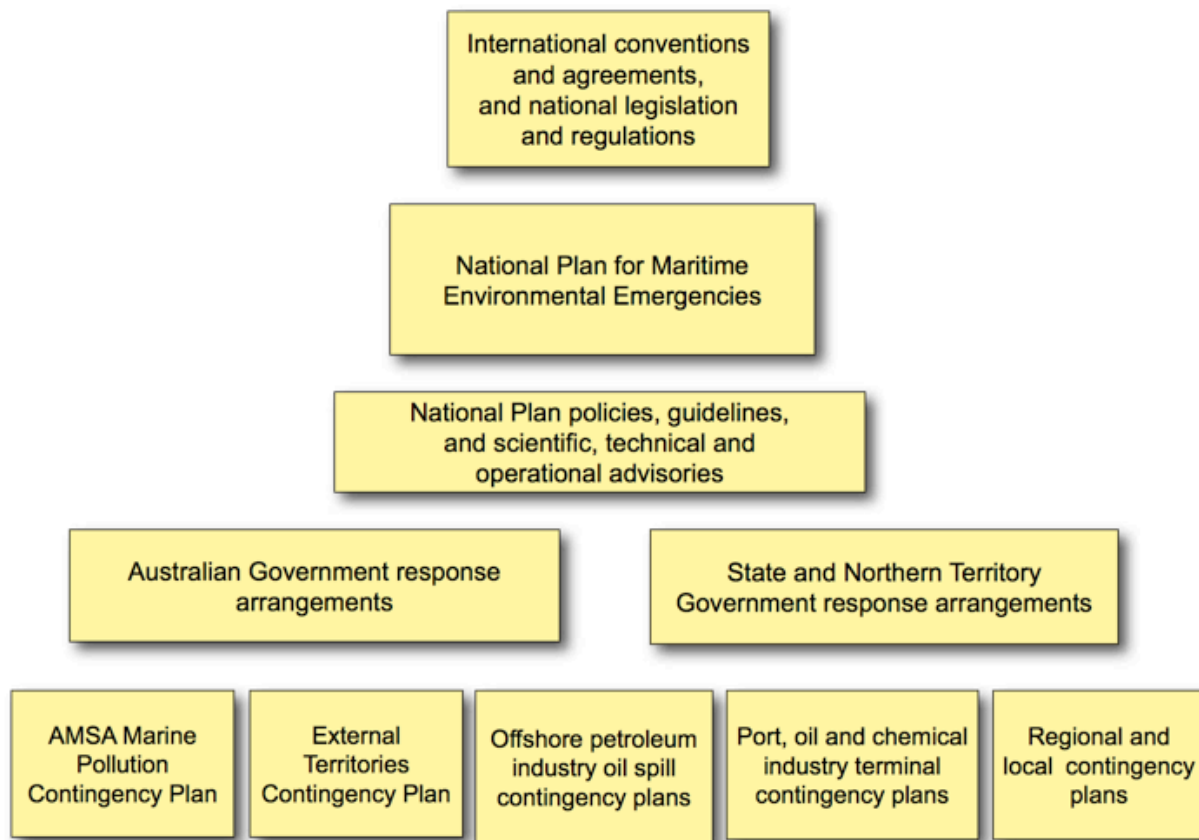 International conventions
and agreements,
and national legislation
and regulations
National Plan for Maritime
Environmental Emergencies
National Plan policies, guidelines,
and scientific, technical and
operational advisories
Australian Government response
arrangements
State and Northern Territory
Government response arrangements
AMSA Marine
Pollution
Contingency Plan
External
Territories
Contingency Plan
Offshore petroleum
industry oil spill
contingency plans
Port, oil and chemical
industry terminal
contingency plans
Regional and
local contingency
plans